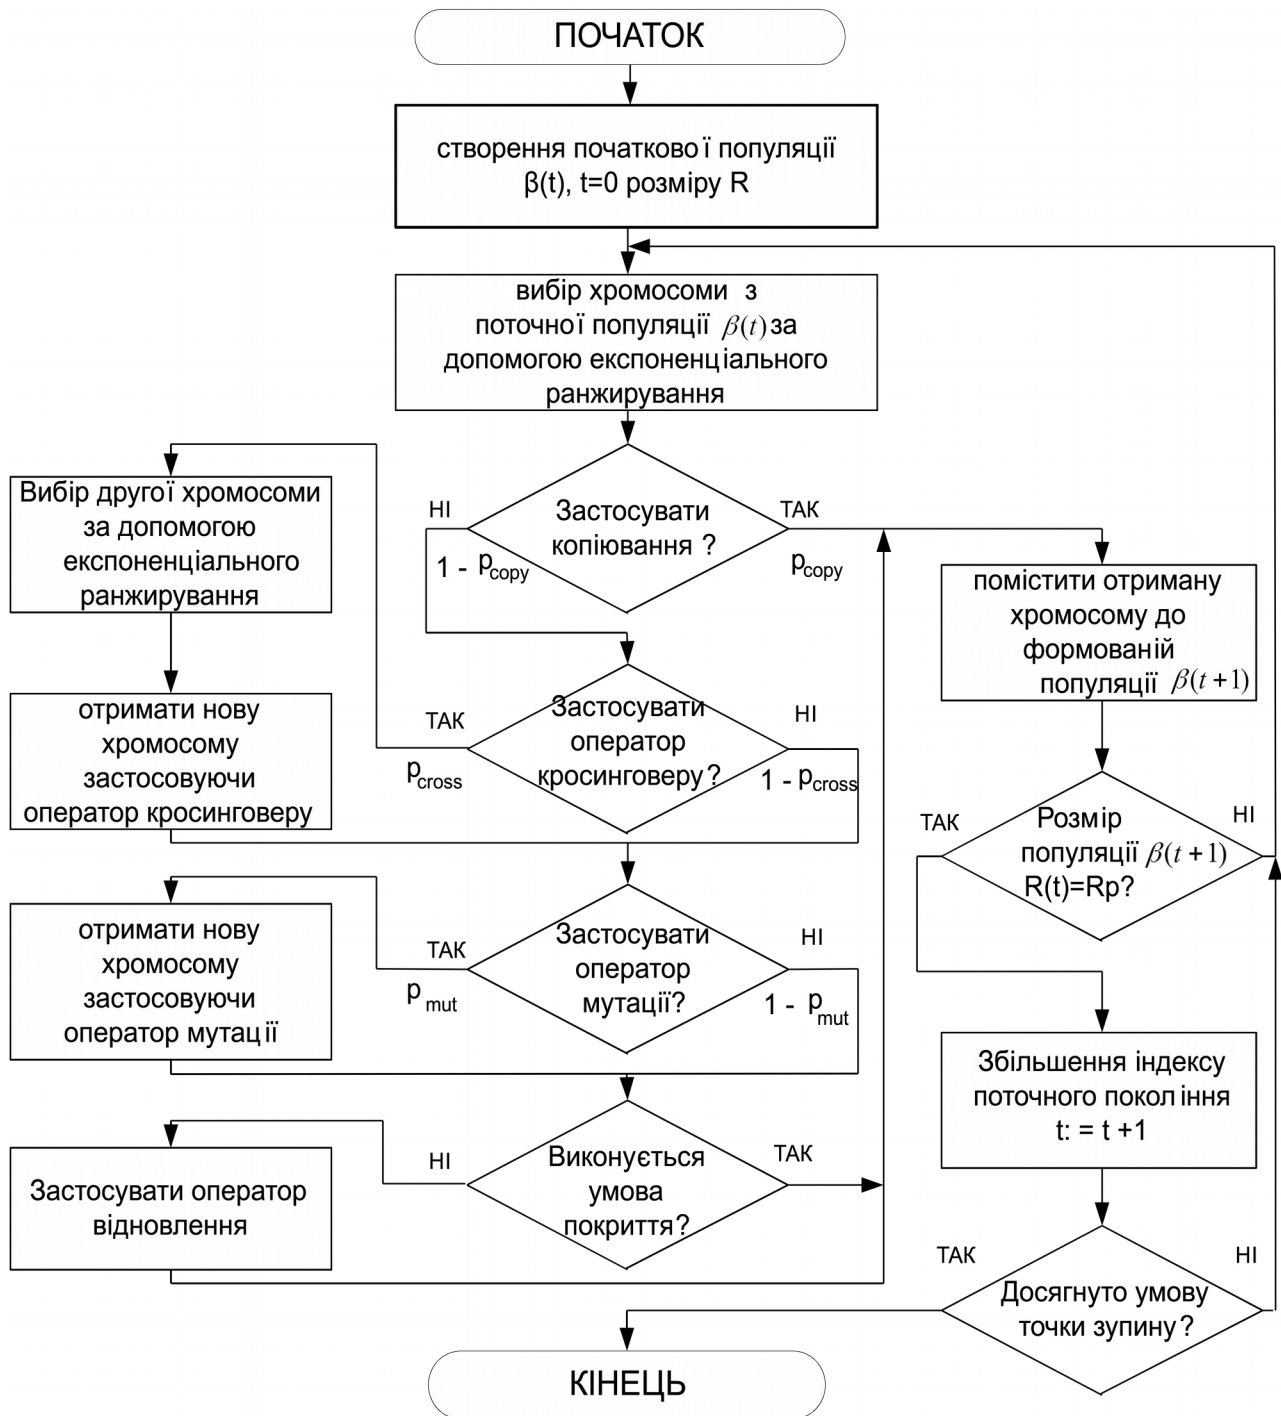 ПОЧАТОК
створення початкової популяції
β(t), t=0 розміру R
вибір хромосоми з
поточної популяції β(t) за
допомогою експоненціального
ранжирування
Застосувати
копіювання ?
НІ
1 - pcopy
ТАК
pcopy
Вибір другої хромосоми
за допомогою
експоненціального
ранжирування
помістити отриману
хромосому до
формованій
популяції β(t+1)
отримати нову
хромосому
застосовуючи
оператор кросинговеру
ТАК
pcross
Застосувати
оператор
кросинговеру?
НІ
1 - pcross
ТАК
Розмір
популяції β(t+1)
R(t)=Rp?
НІ
отримати нову
хромосому
застосовуючи
оператор мутації
ТАК
p mut
Застосувати
оператор
мутації?
НІ
1 - pmut
Збільшення індексу
поточного покоління
t: = t +1
Застосувати оператор
відновлення
НІ
Виконується
умова
покриття?
ТАК
ТАК
Досягнуто умову
точки зупину?
НІ
КІНЕЦЬ